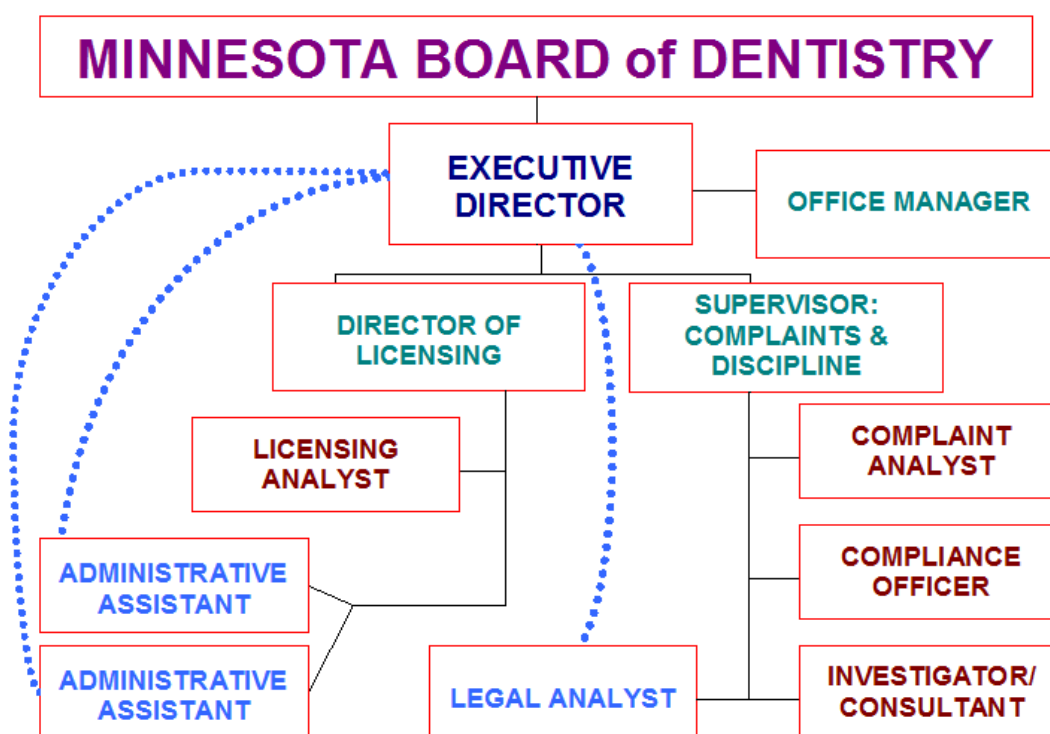 MINNESOTA BOARD of DENTISTRY
EXECUTIVE
DIRECTOR
OFFICE MANAGER
DIRECTOR OF
LICENSING
SUPERVISOR:
COMPLAINTS &
DISCIPLINE
LICENSING
ANALYST
COMPLAINT
ANALYST
ADMINISTRATIVE
ASSISTANT
COMPLIANCE
OFFICER
ADMINISTRATIVE
ASSISTANT
LEGAL ANALYST
INVESTIGATOR/
CONSULTANT